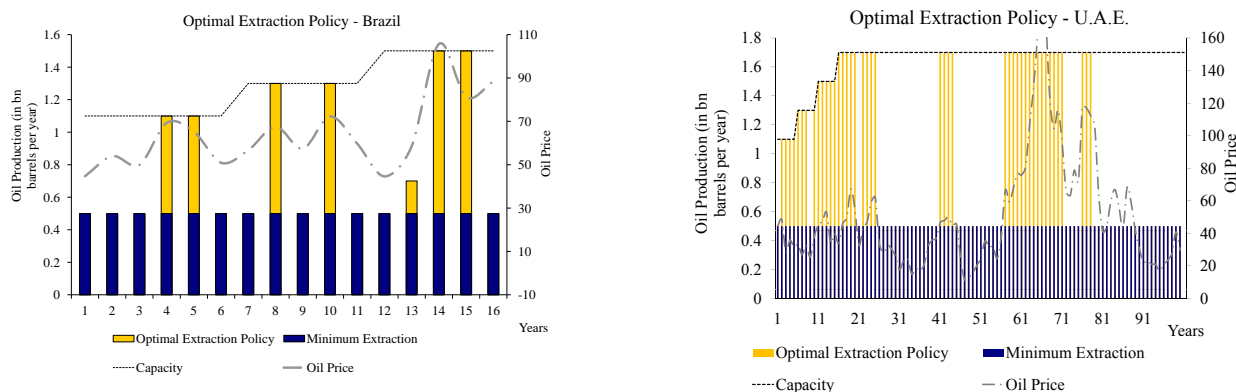 Optimal Extraction Policy - Brazil
1.6
1.4
1.2
1
0.8
0.6
0.4
0.2
0
Oil Production (in bn
barrels per year)
110
90
70
50
30
10
-10
Oil Price
1 2 3 4 5 6 7 8 9 10 11 12 13 14 15 16
Years
Optimal Extraction Policy
Minimum Extraction
Capacity
Oil Price
Optimal Extraction Policy - U.A.E.
1.8
1.6
1.4
1.2
1
0.8
0.6
0.4
0.2
0
Oil Production (in bn
barrels per year)
160
140
120
100
80
60
40
20
0
Oil Price
1 11 21 31 41 51 61 71 81 91
Years
Optimal Extraction Policy
Minimum Extraction
Capacity
Oil Price